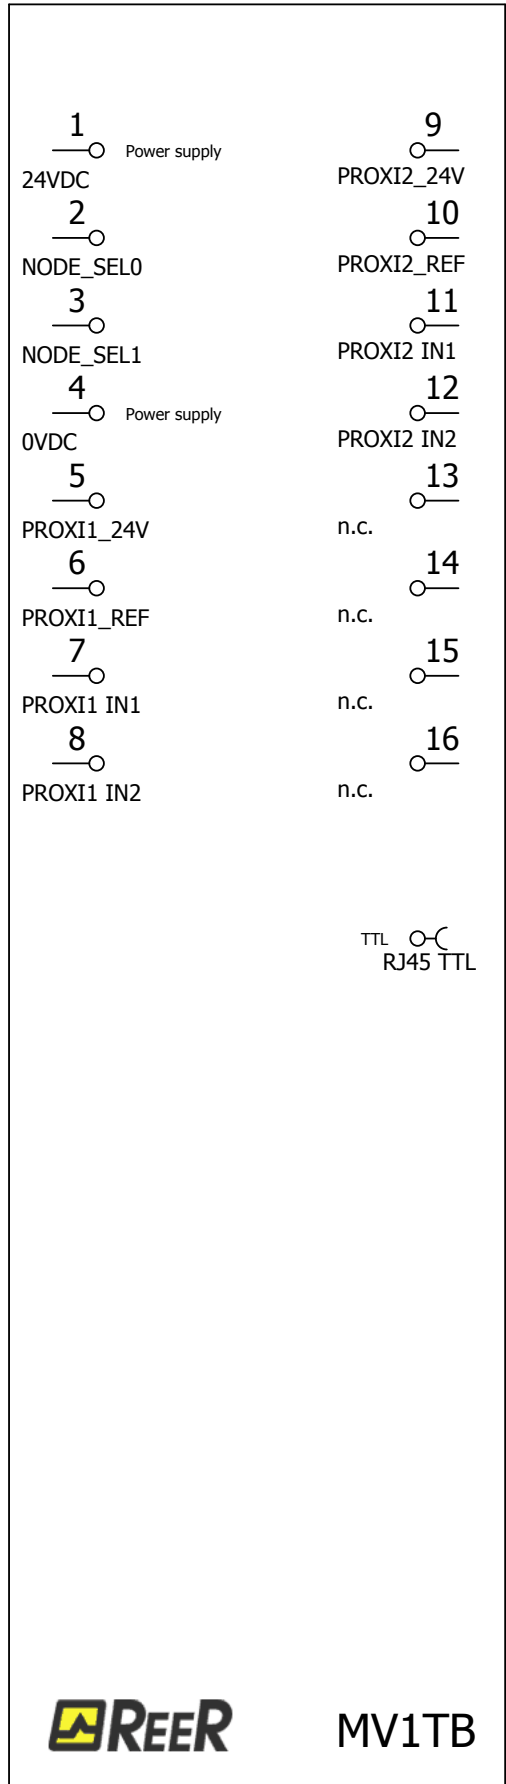 1
Power supply
24VDC
2
NODE_SEL0
3
NODE_SEL1
4
Power supply
0VDC
5
PROXI1_24V
6
PROXI1_REF
7
PROXI1 IN1
8
PROXI1 IN2
9
PROXI2_24V
10
PROXI2_REF
11
PROXI2 IN1
12
PROXI2 IN2
13
n.c.
14
n.c.
15
n.c.
16
n.c.
TTL
RJ45 TTL
REER
MV1TB